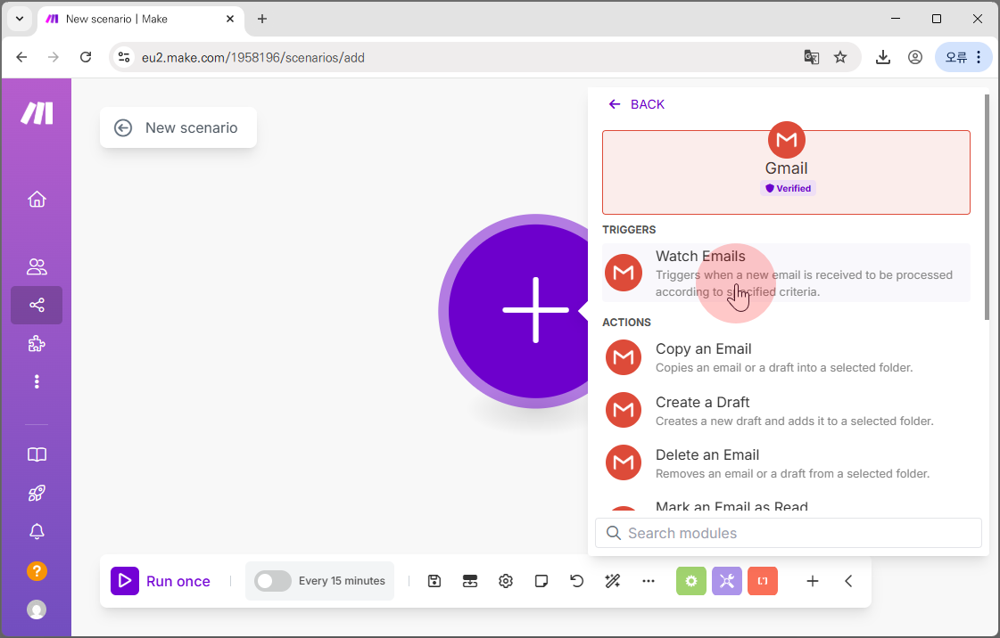 New scenario | Make
eu2.make.com/1958196/scenarios/add
오류
New scenario
BACK
Gmail
Verified
TRIGGERS
Watch Emails
Triggers when a new email is received to be processed
according to specified criteria.
ACTIONS
Copy an Email
Copies an email or a draft into a selected folder.
Create a Draft
Creates a new draft and adds it to a selected folder.
Delete an Email
Removes an email or a draft from a selected folder.
Mark an Email as Read
Search modules
Run once
Every 15 minutes